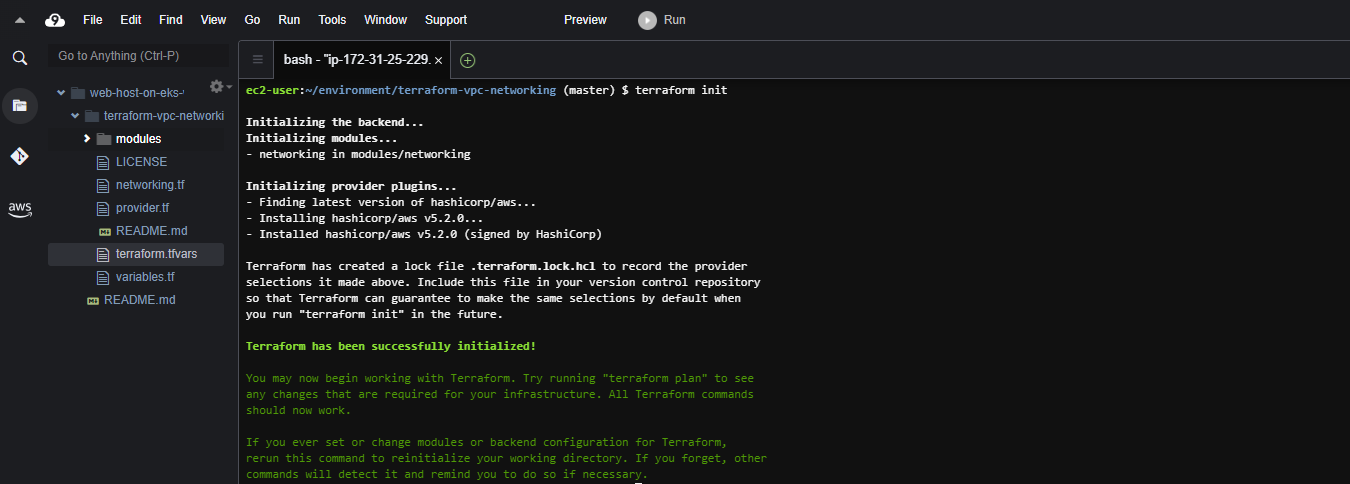 9 File Edit Find View Go Run Tools Window Support Preview Run
Go to Anything (Ctrl-P)
web-host-on-eks-
terraform-vpc-networki
modules
LICENSE
networking.tf
provider.tf
README.md
terraform.tfvars
variables.tf
README.md
aws
bash - "ip-172-31-25-229. ×
ec2-user:~/environment/terraform-vpc-networking (master) $ terraform init
Initializing the backend...
Initializing modules...
- networking in modules/networking
Initializing provider plugins...
- Finding latest version of hashicorp/aws...
- Installing hashicorp/aws v5.2.0...
- Installed hashicorp/aws v5.2.0 (signed by HashiCorp)
Terraform has created a lock file .terraform.lock.hcl to record the provider
selections it made above. Include this file in your version control repository
so that Terraform can guarantee to make the same selections by default when
you run "terraform init" in the future.
Terraform has been successfully initialized!
You may now begin working with Terraform. Try running "terraform plan" to see
any changes that are required for your infrastructure. All Terraform commands
should now work.
If you ever set or change modules or backend configuration for Terraform,
rerun this command to reinitialize your working directory. If you forget, other
commands will detect it and remind you to do so if necessary.